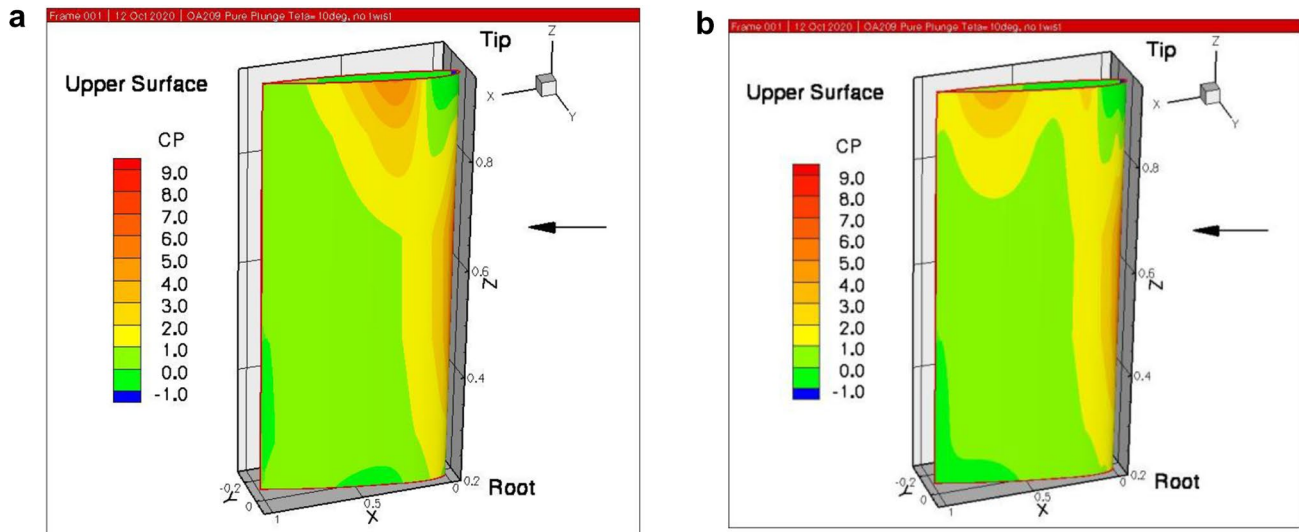 a
Frame 001 | 12 Oct 2020 | OA209 Pure Plunge Teta=10deg, no twist
Tip
Z
X
Y
Upper Surface
CP
9.0
8.0
7.0
6.0
5.0
4.0
3.0
2.0
1.0
0.0
-1.0
0.8
0.6
Z
0.4
0.2
Root
-0.2
Y
0
1
X
0.5
0
b
Frame 001 | 12 Oct 2020 | OA209 Pure Plunge Teta=10deg, no twist
Tip
Z
X
Y
Upper Surface
CP
9.0
8.0
7.0
6.0
5.0
4.0
3.0
2.0
1.0
0.0
-1.0
0.8
0.6
Z
0.4
0.2
Root
-0.2
Y
0
1
X
0.5
0